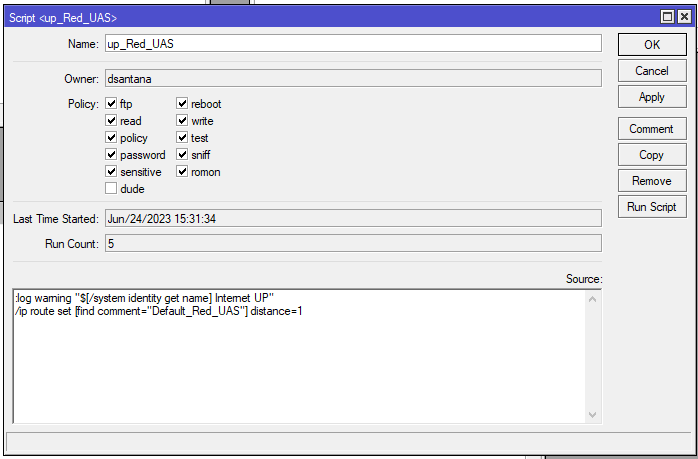 Script <up_Red_UAS>
Name: up_Red_UAS
OK
Owner: dsantana
Cancel
Policy: ftp reboot
Apply
read write
policy test
Comment
password sniff
Copy
sensitive romon
Remove
dude
Last Time Started: Jun/24/2023 15:31:34
Run Script
Run Count: 5
Source:
:log warning "$[/system identity get name] Internet UP"
/ip route set [find comment="Default_Red_UAS"] distance=1